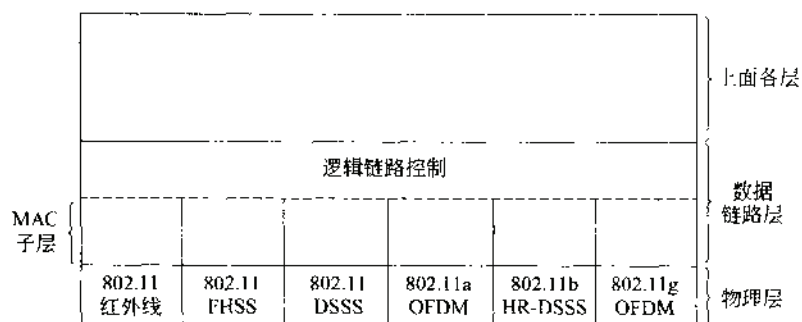 上面各层
逻辑链路控制
数据
链路层
MAC
子层
802.11
红外线
802.11
FHSS
802.11
DSSS
802.11a
OFDM
802.11b
HR-DSSS
802.11g
OFDM
物理层